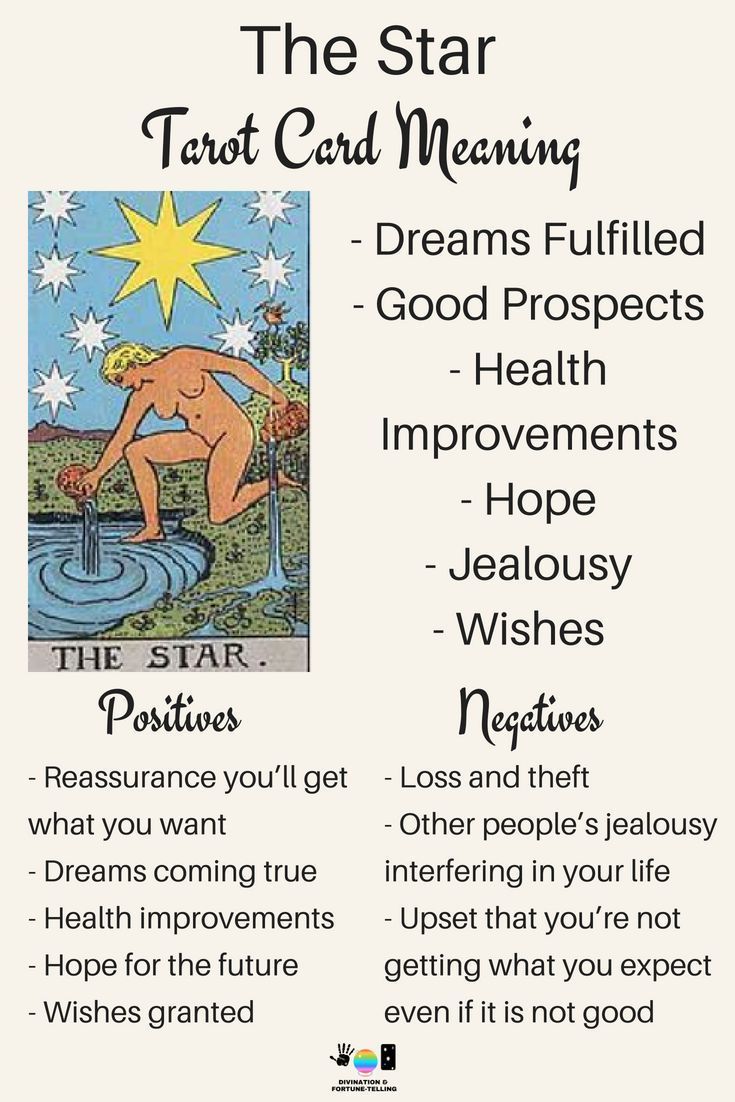 The Star
Tarot Card Meaning
- Dreams Fulfilled
- Good Prospects
- Health
Improvements
- Hope
- Jealousy
- Wishes
THE STAR.
Positives
- Reassurance you’ll get
what you want
- Dreams coming true
- Health improvements
- Hope for the future
- Wishes granted
Negatives
- Loss and theft
- Other people’s jealousy
interfering in your life
- Upset that you’re not
getting what you expect
even if it is not good
DIVINATION &
FORTUNE-TELLING